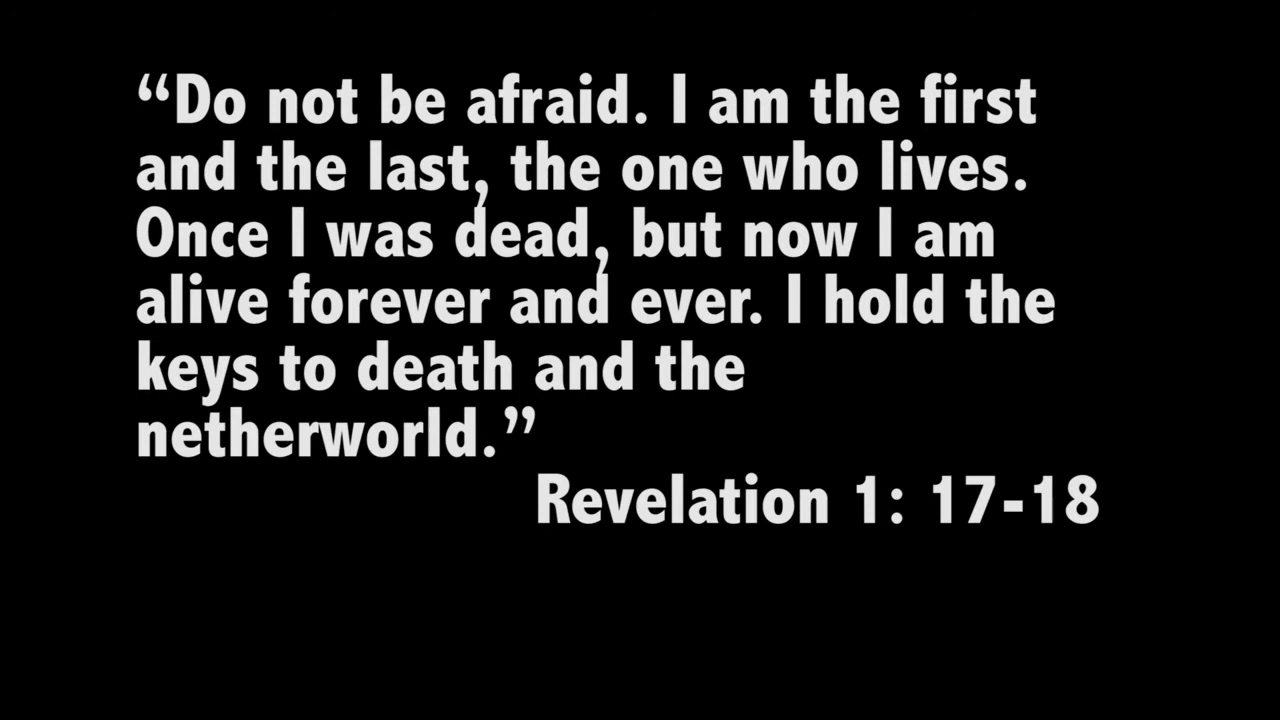 “Do not be afraid. I am the first
and the last, the one who lives.
Once I was dead, but now I am
alive forever and ever. I hold the
keys to death and the
netherworld.”
Revelation 1: 17-18